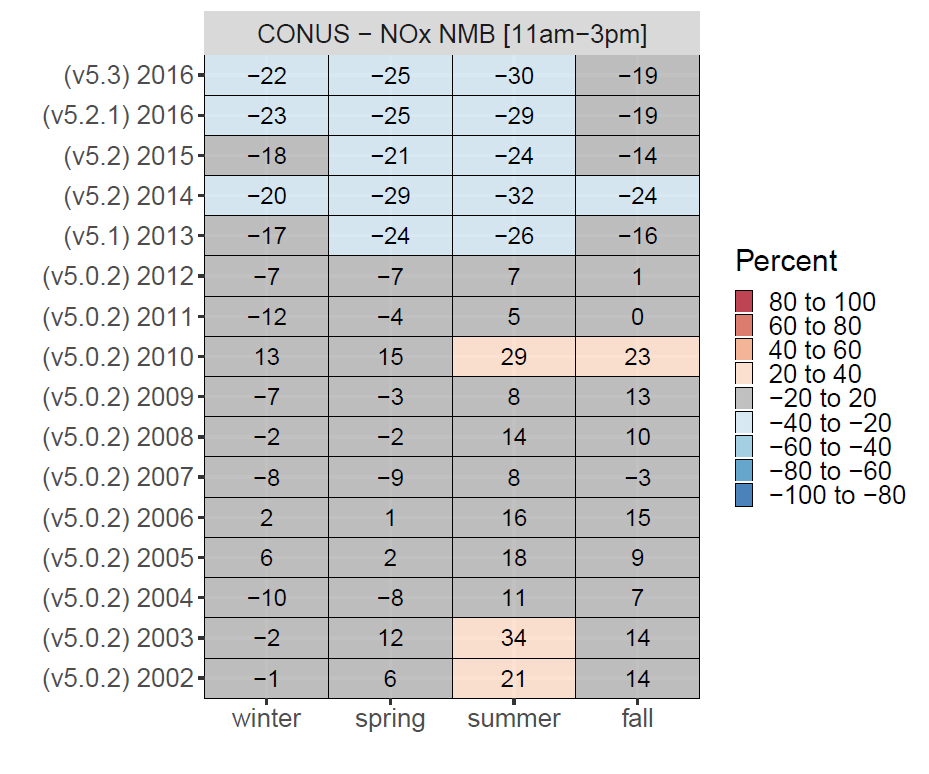 CONUS − NOx NMB [11am−3pm]
(v5.3) 2016 −22 −25 −30 −19
(v5.2.1) 2016 −23 −25 −29 −19
(v5.2) 2015 −18 −21 −24 −14
(v5.2) 2014 −20 −29 −32 −24
(v5.1) 2013 −17 −24 −26 −16
(v5.0.2) 2012 −7 −7 7 1
(v5.0.2) 2011 −12 −4 5 0
(v5.0.2) 2010 13 15 29 23
(v5.0.2) 2009 −7 −3 8 13
(v5.0.2) 2008 −2 −2 14 10
(v5.0.2) 2007 −8 −9 8 −3
(v5.0.2) 2006 2 1 16 15
(v5.0.2) 2005 6 2 18 9
(v5.0.2) 2004 −10 −8 11 7
(v5.0.2) 2003 −2 12 34 14
(v5.0.2) 2002 −1 6 21 14
winter spring summer fall
Percent
80 to 100
60 to 80
40 to 60
20 to 40
−20 to 20
−40 to −20
−60 to −40
−80 to −60
−100 to −80